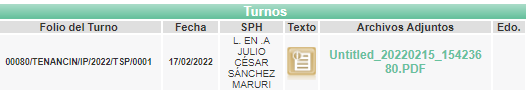 Turnos
Folio del Turno Fecha SPH Texto Archivos Adjuntos Edo.
L. EN .A
JULIO
00080/TENANCIN/IP/2022/TSP/0001 17/02/2022 CÉSAR Untitled_20220215_154236
SÁNCHEZ 80.PDF
MARURI